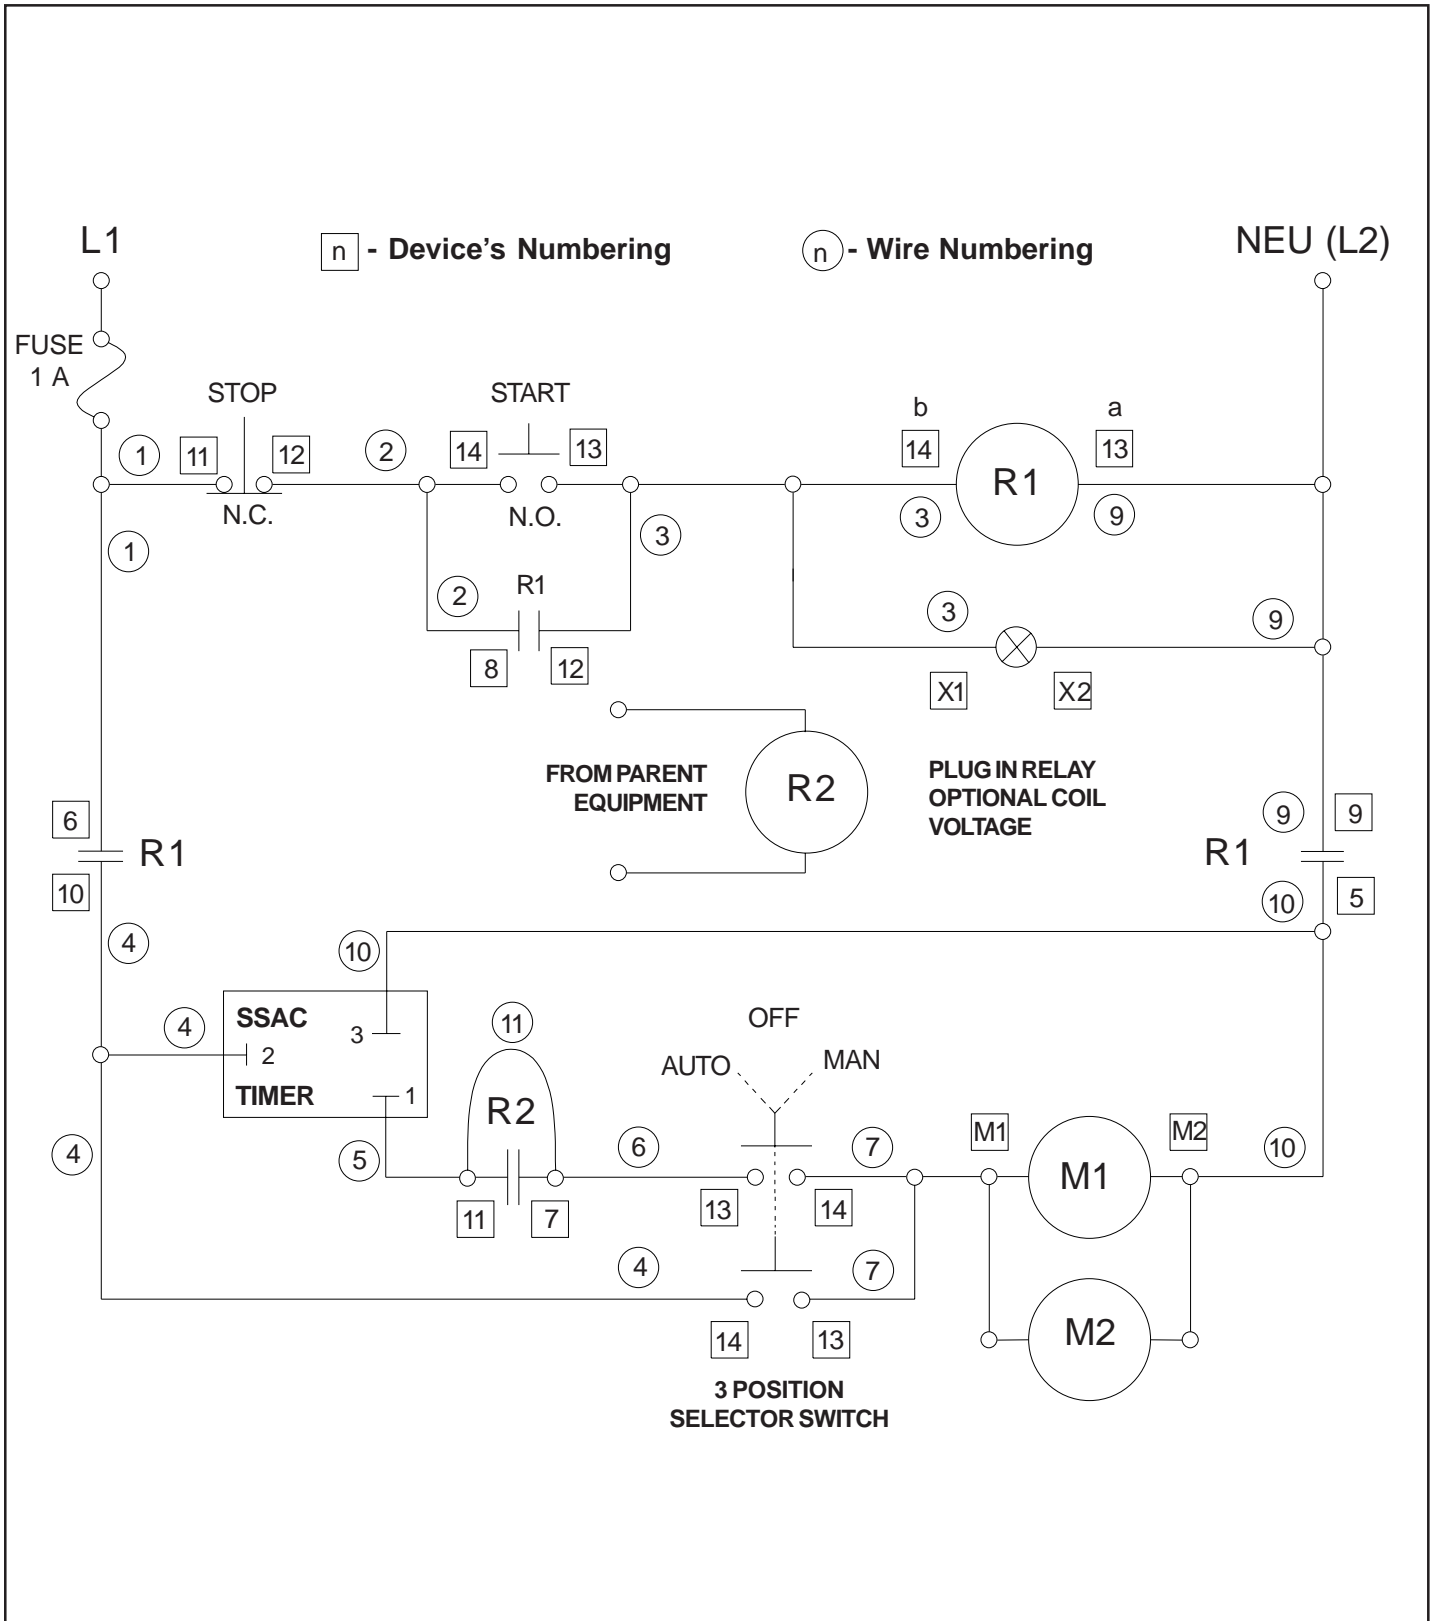 L1
n - Device's Numbering
n - Wire Numbering
NEU (L2)
FUSE
1 A
STOP
START
b
a
1
11
12
2
14
13
14
13
R1
N.C.
N.O.
3
9
1
3
2
R1
3
9
8
12
X1
X2
FROM PARENT
EQUIPMENT
R2
PLUG IN RELAY
OPTIONAL COIL
VOLTAGE
6
R1
10
9
9
R1
10
5
4
10
4
SSAC
3
2
TIMER
1
11
R2
OFF
AUTO
MAN
4
5
6
7
M1
M2
10
M1
11
7
13
14
4
7
M2
14
13
3 POSITION
SELECTOR SWITCH